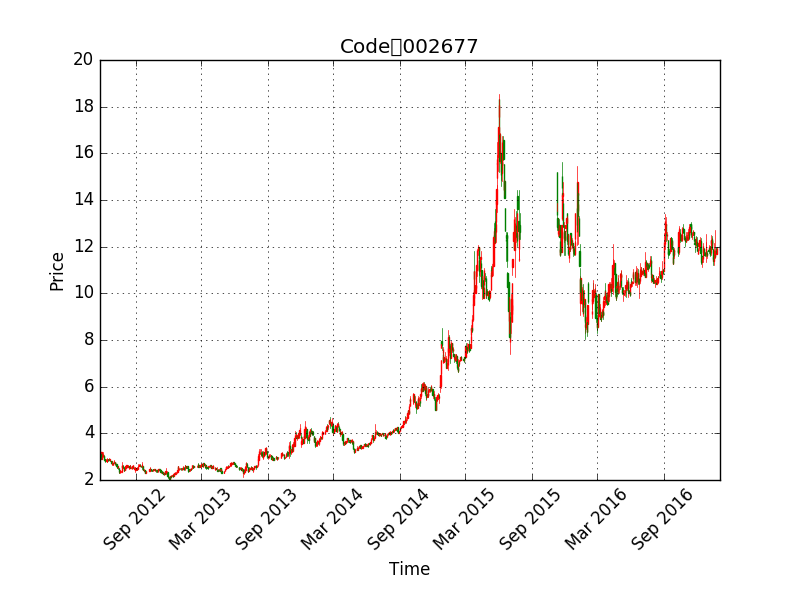 Code▯002677
20
18
16
14
12
10
8
6
4
2
Price
Sep 2012
Mar 2013
Sep 2013
Mar 2014
Sep 2014
Mar 2015
Sep 2015
Mar 2016
Sep 2016
Time